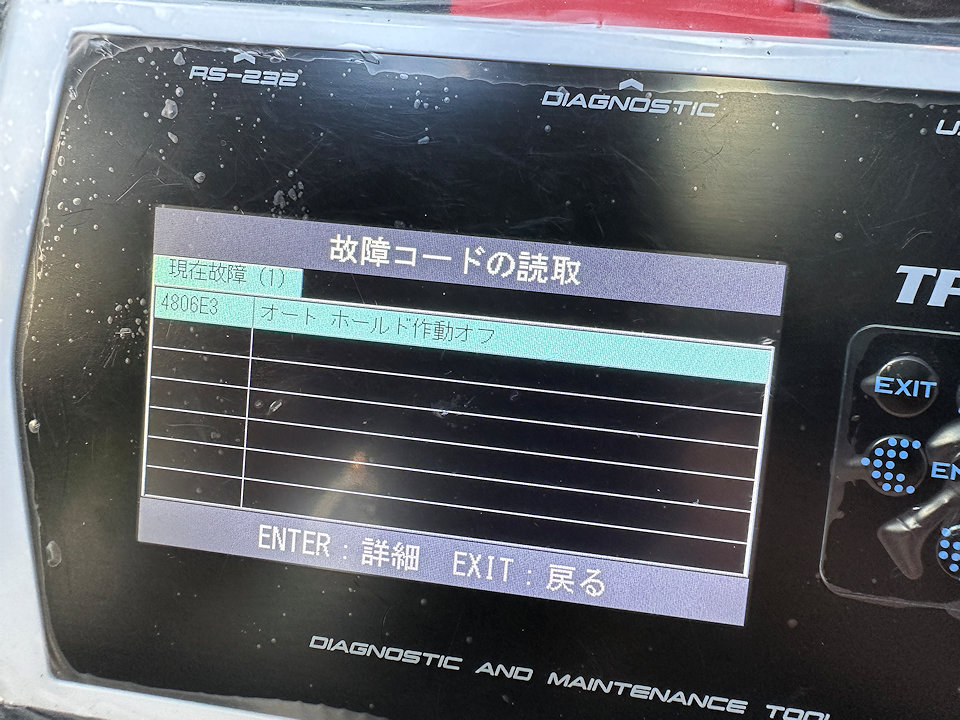 RS-232
DIAGNOSTIC
故障コードの読取
現在故障 (1)
4806E3 オート ホールド作動オフ
EXIT
ENTER：詳細 EXIT：戻る
DIAGNOSTIC AND MAINTENANCE TOOL